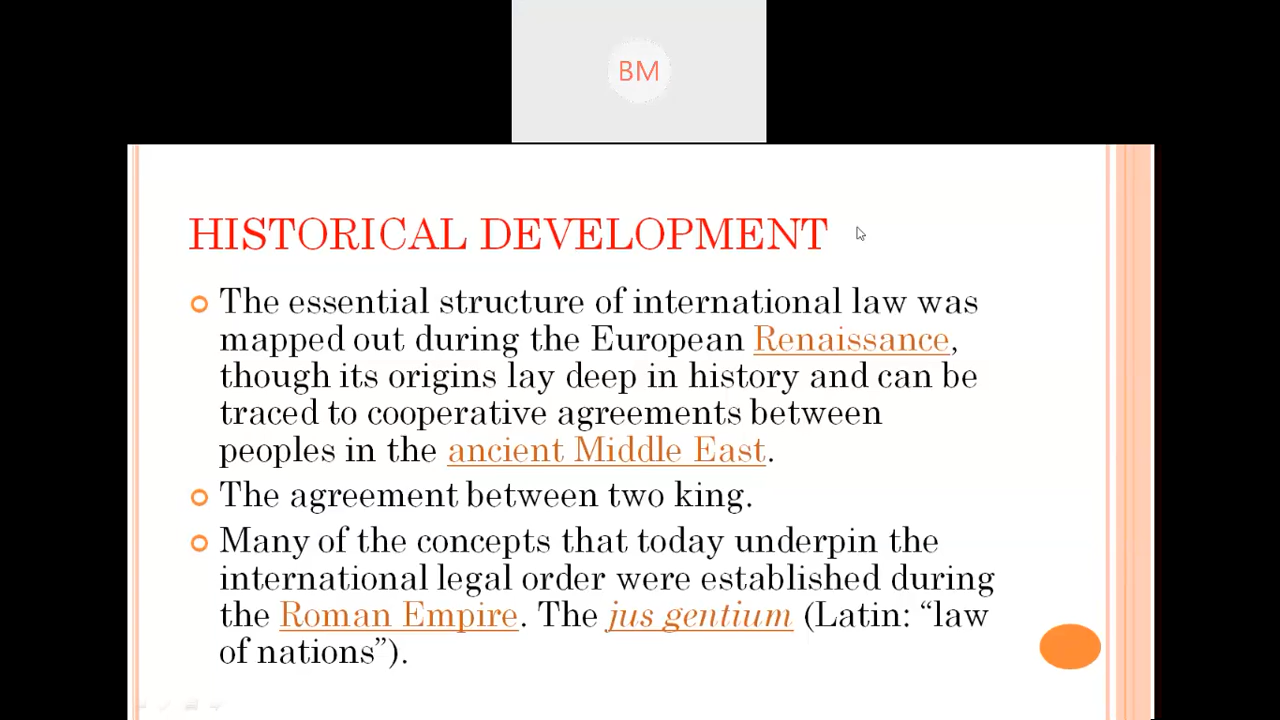 BM
HISTORICAL DEVELOPMENT
The essential structure of international law was
mapped out during the European Renaissance,
though its origins lay deep in history and can be
traced to cooperative agreements between
peoples in the ancient Middle East.
The agreement between two king.
Many of the concepts that today underpin the
international legal order were established during
the Roman Empire. The jus gentium (Latin: “law
of nations”).